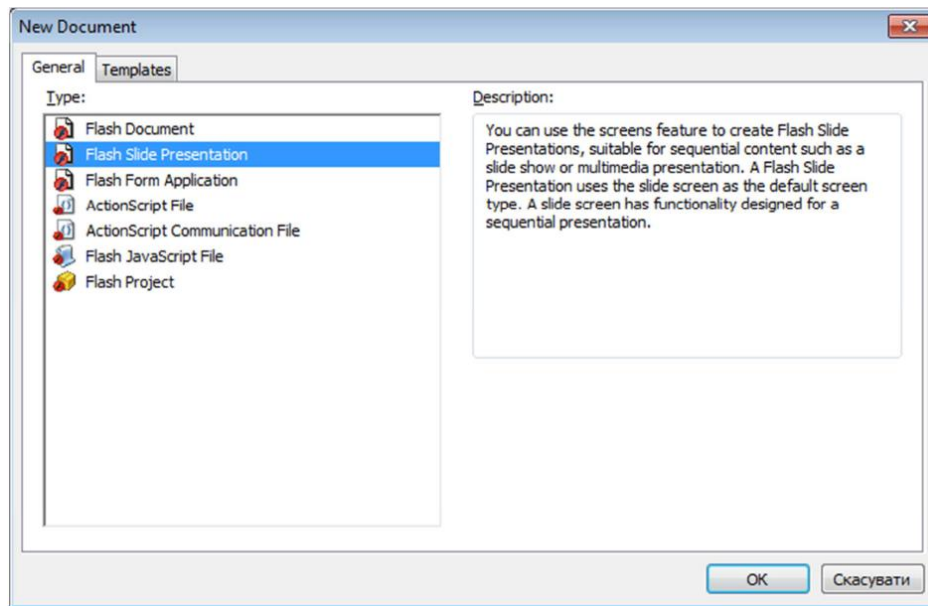 New Document
General
Templates
Type:
Flash Document
Flash Slide Presentation
Flash Form Application
ActionScript File
ActionScript Communication File
Flash JavaScript File
Flash Project
Description:
You can use the screens feature to create Flash Slide
Presentations, suitable for sequential content such as a
slide show or multimedia presentation. A Flash Slide
Presentation uses the slide screen as the default screen
type. A slide screen has functionality designed for a
sequential presentation.
OK
Скасувати